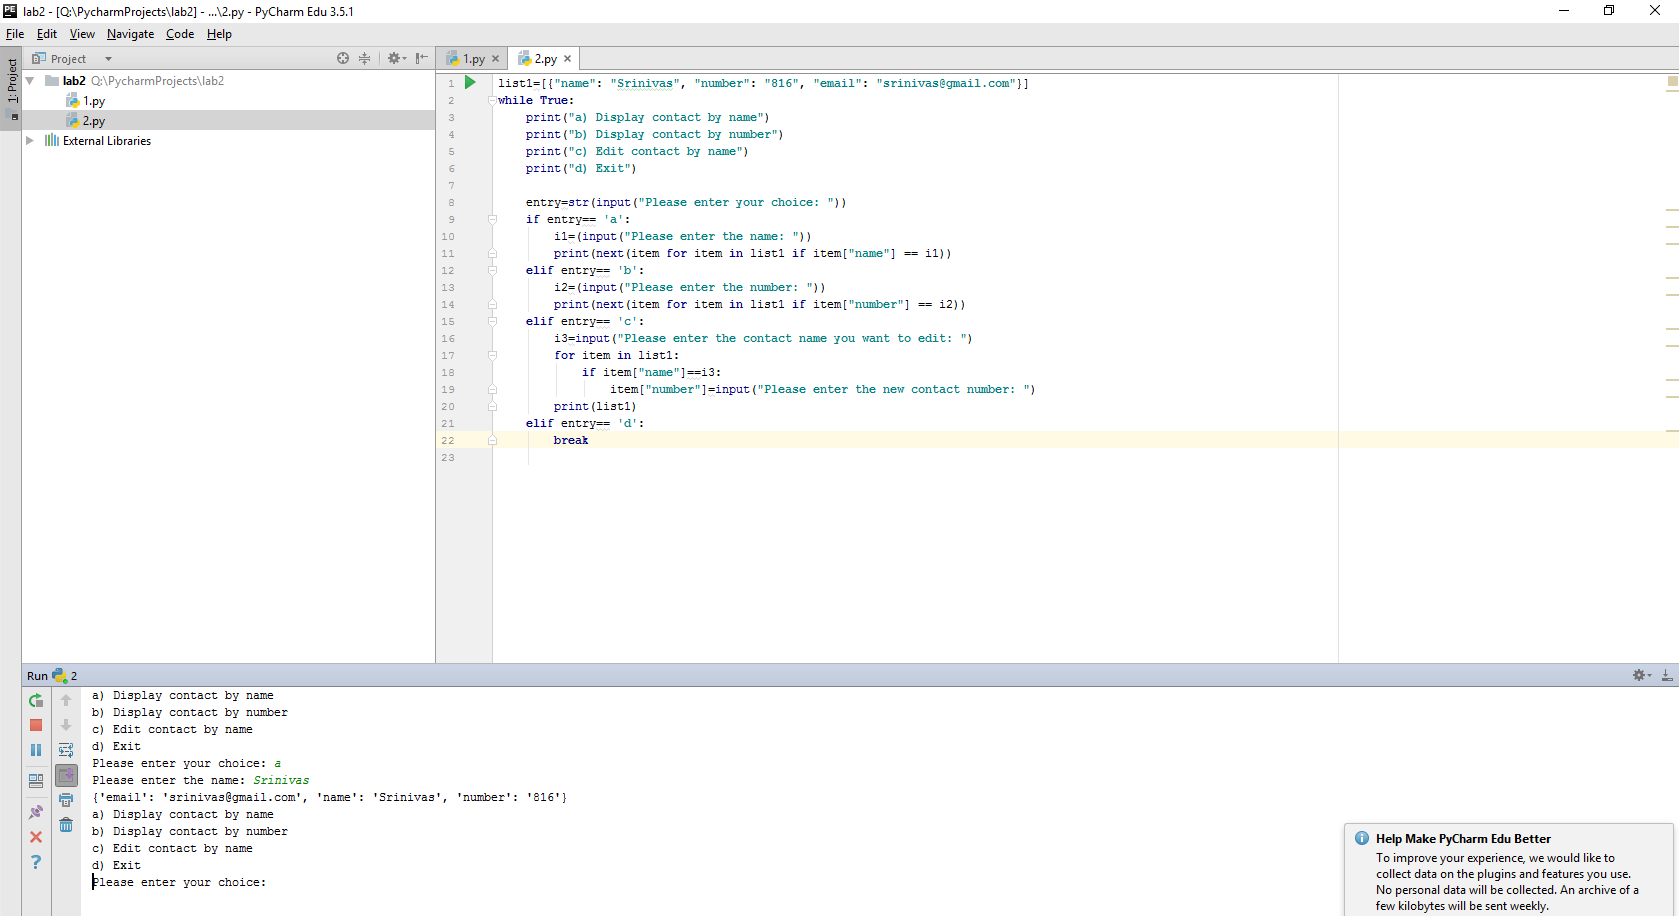 lab2 - [Q:\PycharmProjects\lab2] - ...\2.py - PyCharm Edu 3.5.1
File Edit View Navigate Code Help
1: Project
Project
lab2 Q:\PycharmProjects\lab2
1.py
2.py
External Libraries
1.py
2.py
1 list1=[{"name": "Srinivas", "number": "816", "email": "srinivas@gmail.com"}]
2 while True:
3     print("a) Display contact by name")
4     print("b) Display contact by number")
5     print("c) Edit contact by name")
6     print("d) Exit")
7
8     entry=str(input("Please enter your choice: "))
9     if entry== 'a':
10         i1=(input("Please enter the name: "))
11         print(next(item for item in list1 if item["name"] == i1))
12     elif entry== 'b':
13         i2=(input("Please enter the number: "))
14         print(next(item for item in list1 if item["number"] == i2))
15     elif entry== 'c':
16         i3=input("Please enter the contact name you want to edit: ")
17         for item in list1:
18             if item["name"]==i3:
19                 item["number"]=input("Please enter the new contact number: ")
20         print(list1)
21     elif entry== 'd':
22         break
23
Run 2
a) Display contact by name
b) Display contact by number
c) Edit contact by name
d) Exit
Please enter your choice: a
Please enter the name: Srinivas
{'email': 'srinivas@gmail.com', 'name': 'Srinivas', 'number': '816'}
a) Display contact by name
b) Display contact by number
c) Edit contact by name
d) Exit
Please enter your choice:
Help Make PyCharm Edu Better
To improve your experience, we would like to
collect data on the plugins and features you use.
No personal data will be collected. An archive of a
few kilobytes will be sent weekly.